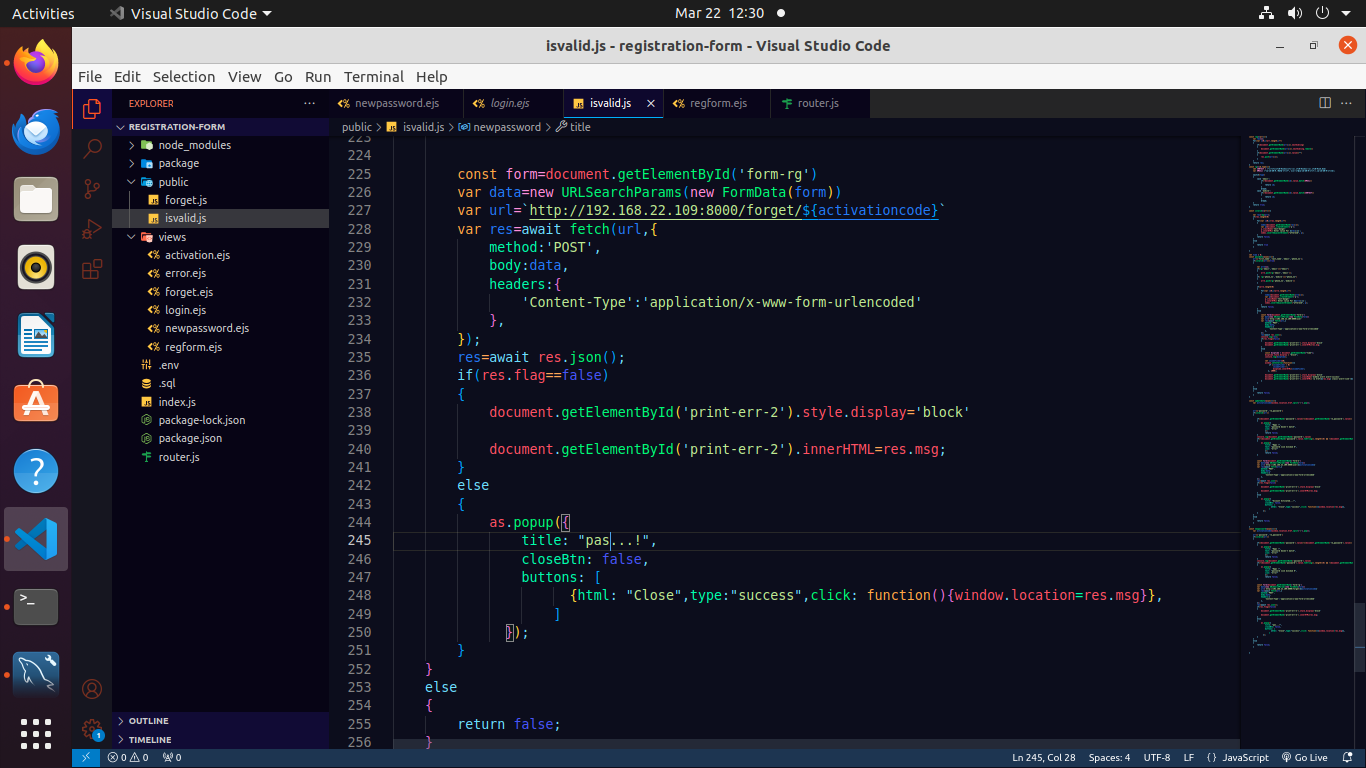 Activities
Visual Studio Code
Mar 22 12:30
isvalid.js - registration-form - Visual Studio Code
File Edit Selection View Go Run Terminal Help
EXPLORER
newpassword.ejs
login.ejs
isvalid.js
regform.ejs
router.js
REGISTRATION-FORM
node_modules
package
public
forget.js
isvalid.js
views
activation.ejs
error.ejs
forget.ejs
login.ejs
newpassword.ejs
regform.ejs
.env
.sql
index.js
package-lock.json
package.json
router.js
OUTLINE
TIMELINE
public > isvalid.js > newpassword > title
223
224
225 const form=document.getElementById('form-rg')
226 var data=new URLSearchParams(new FormData(form))
227 var url=`http://192.168.22.109:8000/forget/${activationcode}`
228 var res=await fetch(url,{
229 method:'POST',
230 body:data,
231 headers:{
232 'Content-Type':'application/x-www-form-urlencoded'
233 },
234 });
235 res=await res.json();
236 if(res.flag==false)
237 {
238 document.getElementById('print-err-2').style.display='block'
239
240 document.getElementById('print-err-2').innerHTML=res.msg;
241 }
242 else
243 {
244 as.popup({
245 title: "pas...!",
246 closeBtn: false,
247 buttons: [
248 {html: "Close",type:"success",click: function(){window.location=res.msg}},
249 ]
250 });
251 }
252 }
253 else
254 {
255 return false;
256 }
1
0 0 0
Ln 245, Col 28 Spaces: 4 UTF-8 LF {} JavaScript Go Live